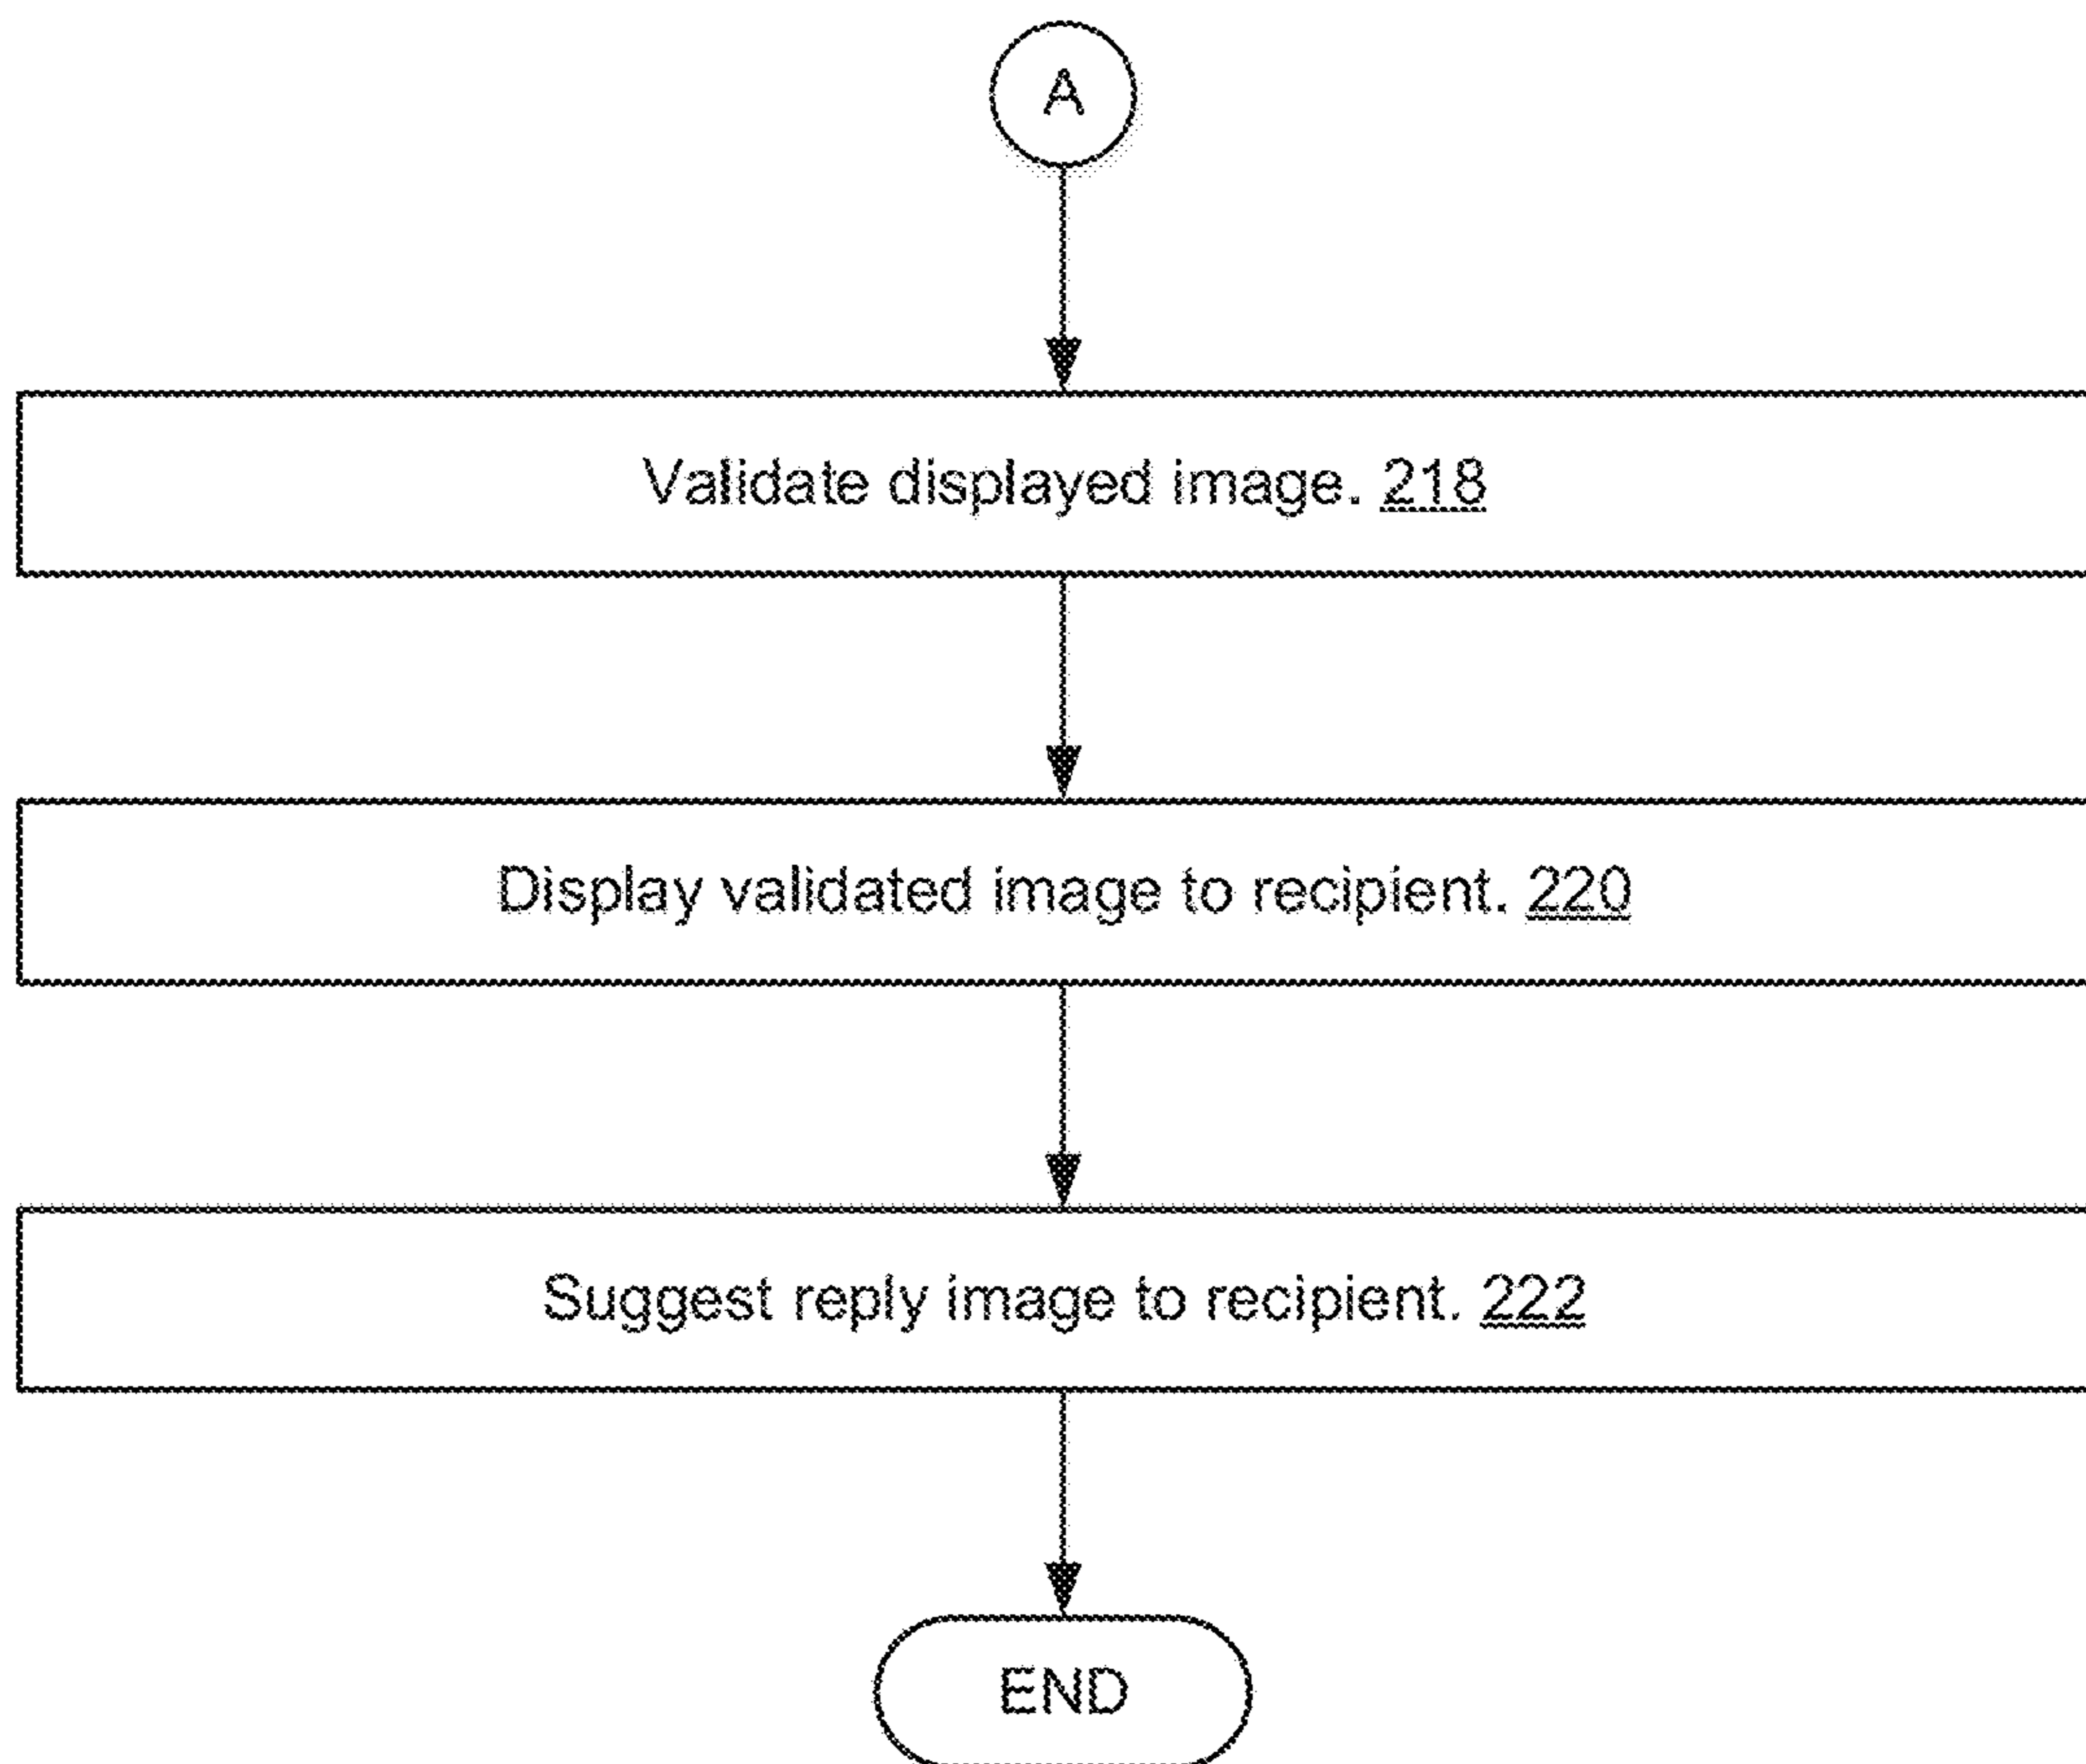 A
Validate displayed image. 218
Display validated image to recipient. 220
Suggest reply image to recipient. 222
END